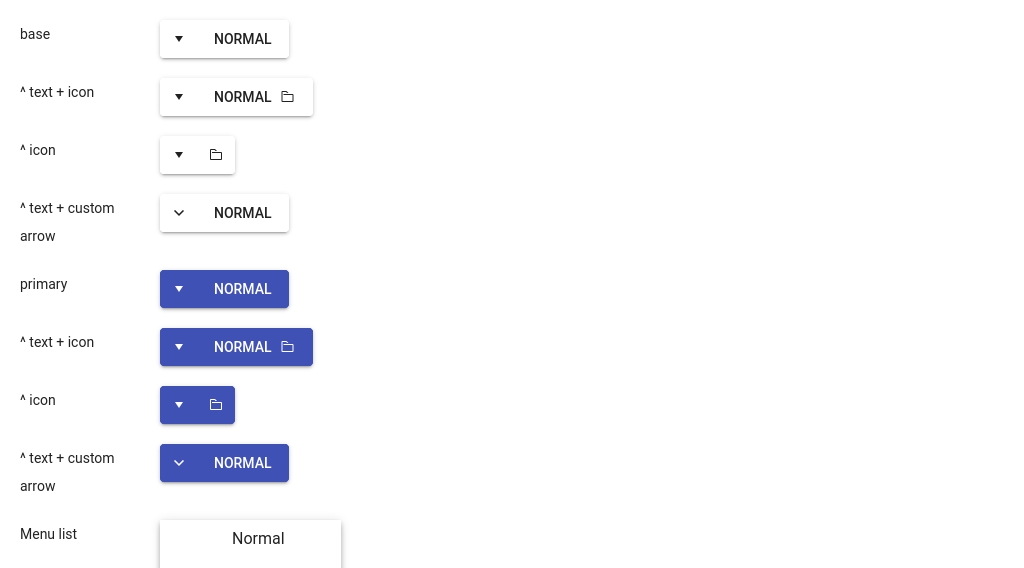 base
NORMAL
^ text + icon
NORMAL
^ icon
^ text + custom
arrow
NORMAL
primary
NORMAL
^ text + icon
NORMAL
^ icon
^ text + custom
arrow
NORMAL
Menu list
Normal